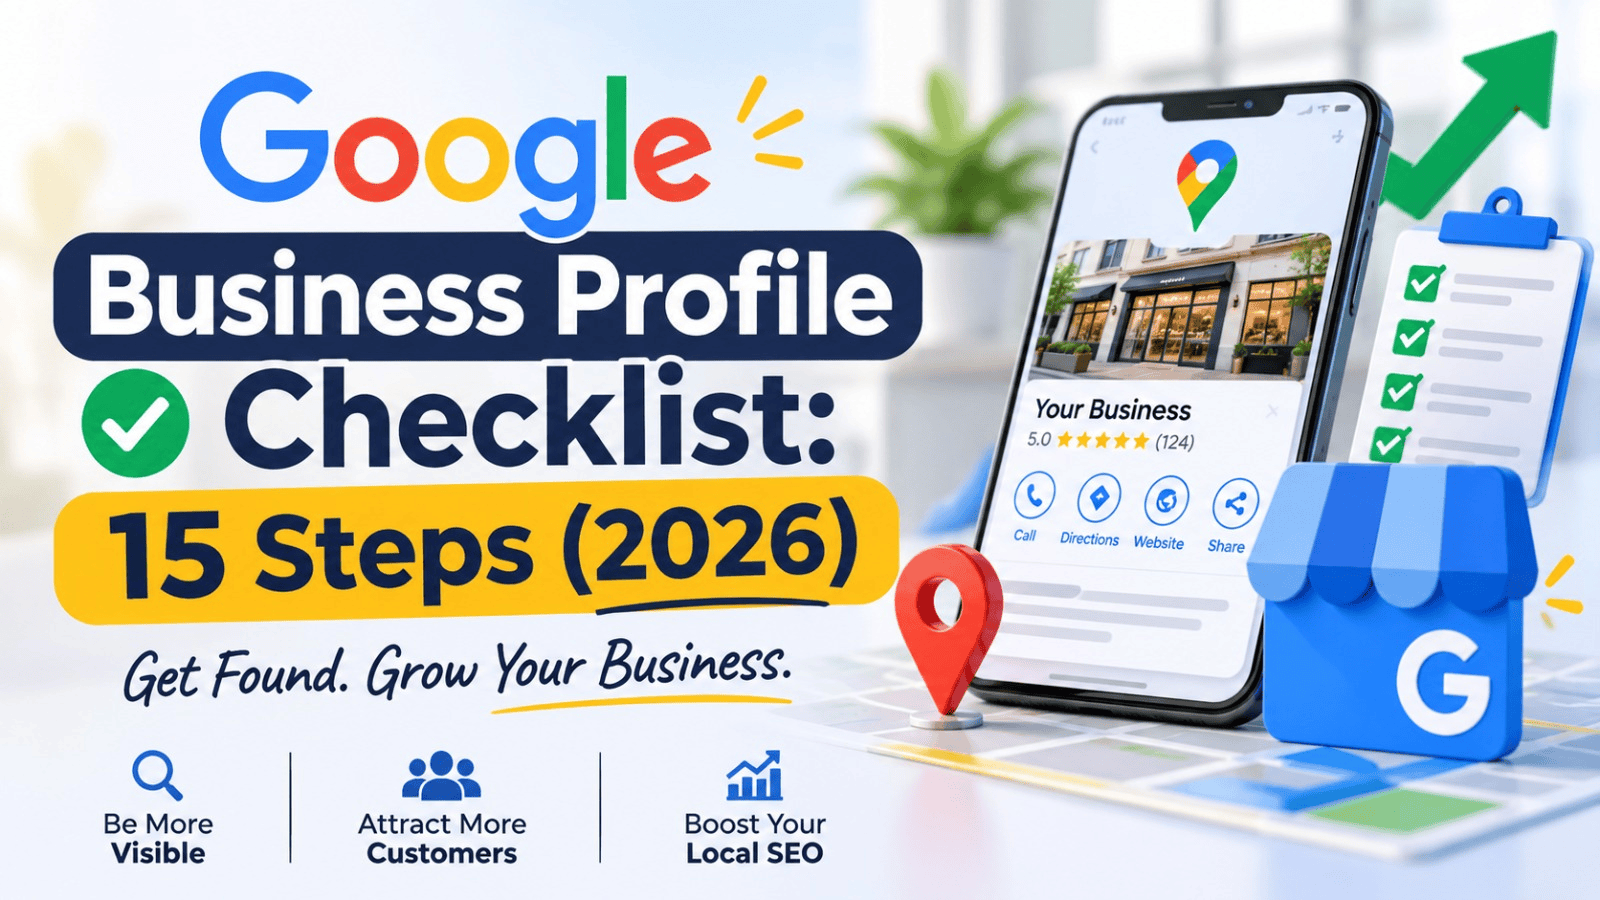 Google
Business Profile
Checklist:
15 Steps (2026)
Get Found. Grow Your Business.
Be More
Visible
Attract More
Customers
Boost Your
Local SEO
Your Business
5.0 (124)
Call
Directions
Website
Share
G